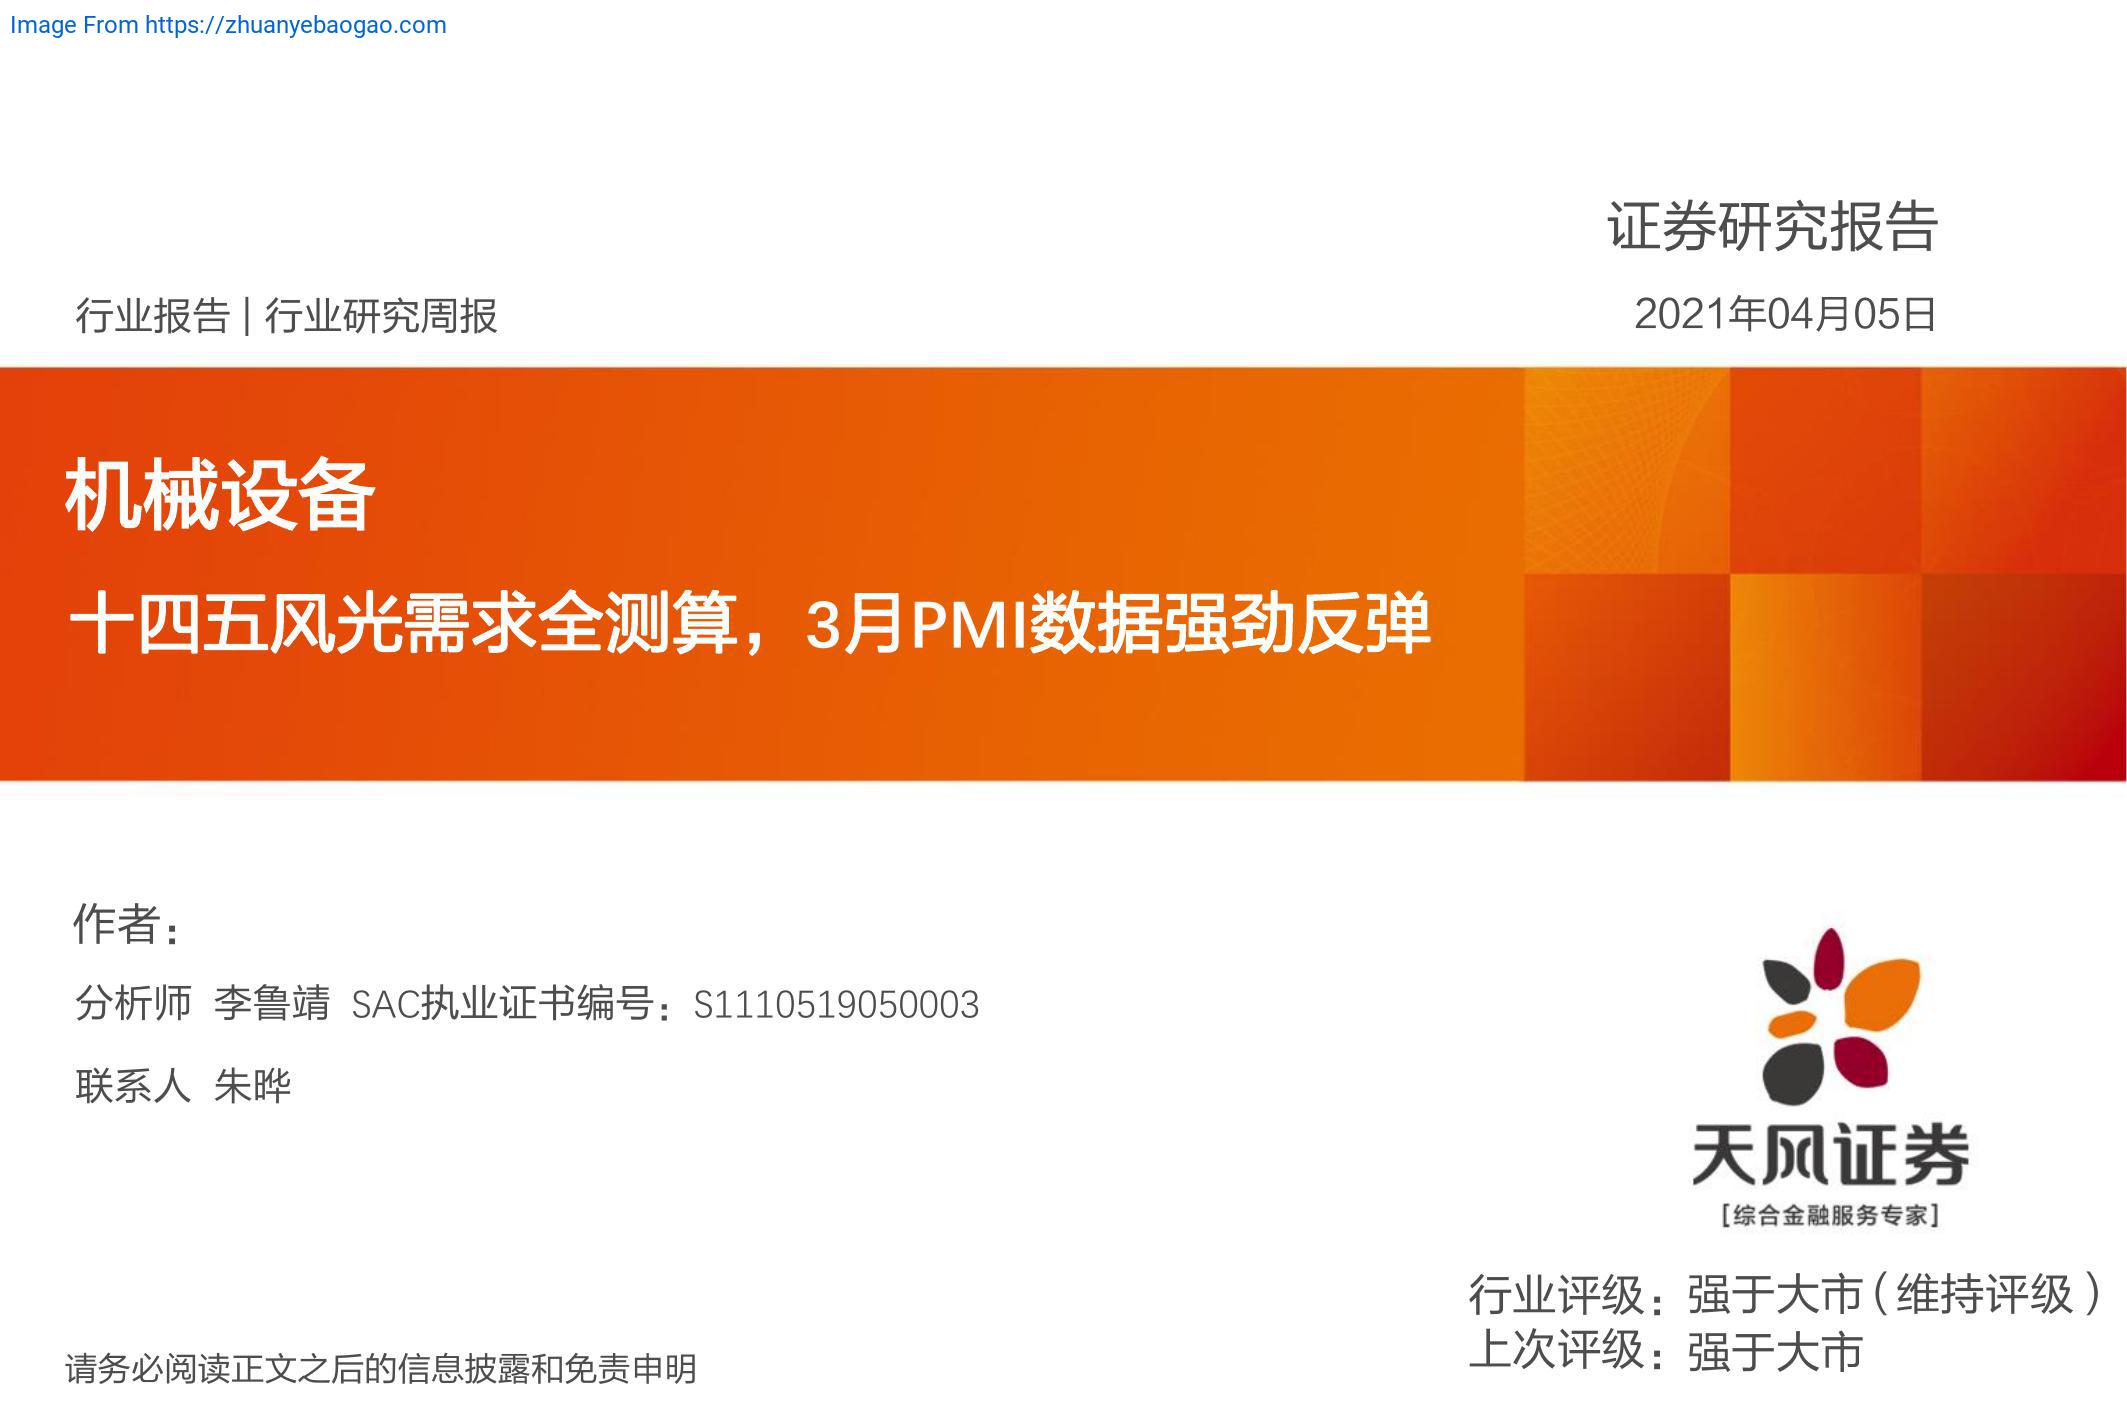 Image From https://zhuanyebaogao.com
证券研究报告
行业报告 | 行业研究周报
2021年04月05日
机械设备
十四五风光需求全测算，3月PMI数据强劲反弹
作者：
分析师 李鲁靖 SAC执业证书编号：S1110519050003
联系人 朱晔
天风证券
[综合金融服务专家]
行业评级：强于大市（维持评级）
上次评级：强于大市
请务必阅读正文之后的信息披露和免责申明